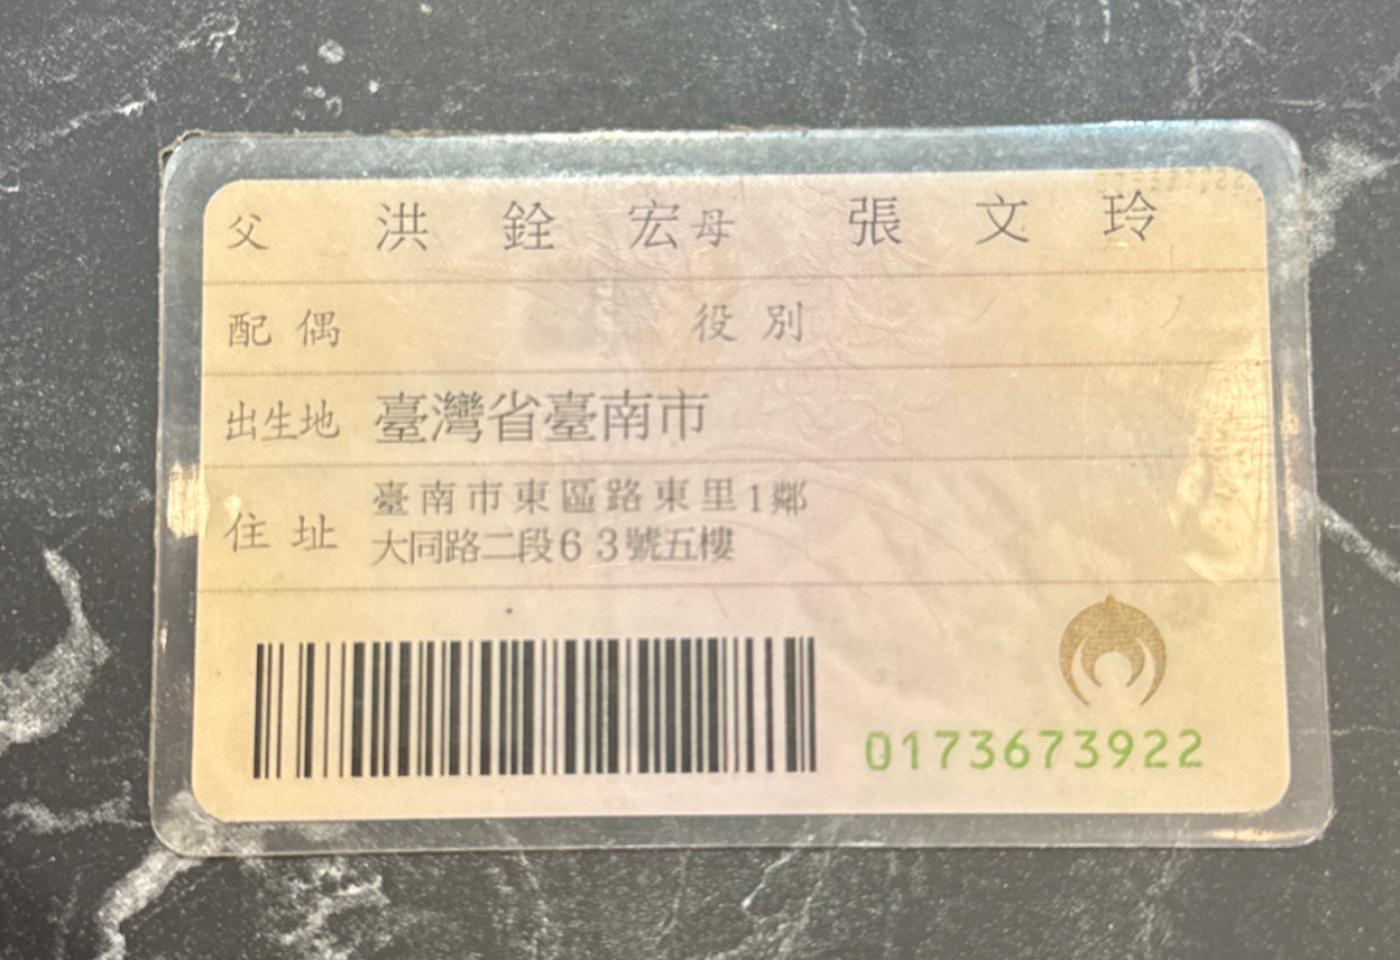 父 洪銓宏 母 張文玲
配偶 役別
出生地 臺灣省臺南市
住址 臺南市東區路東里1鄰
大同路二段63號五樓
0173673922